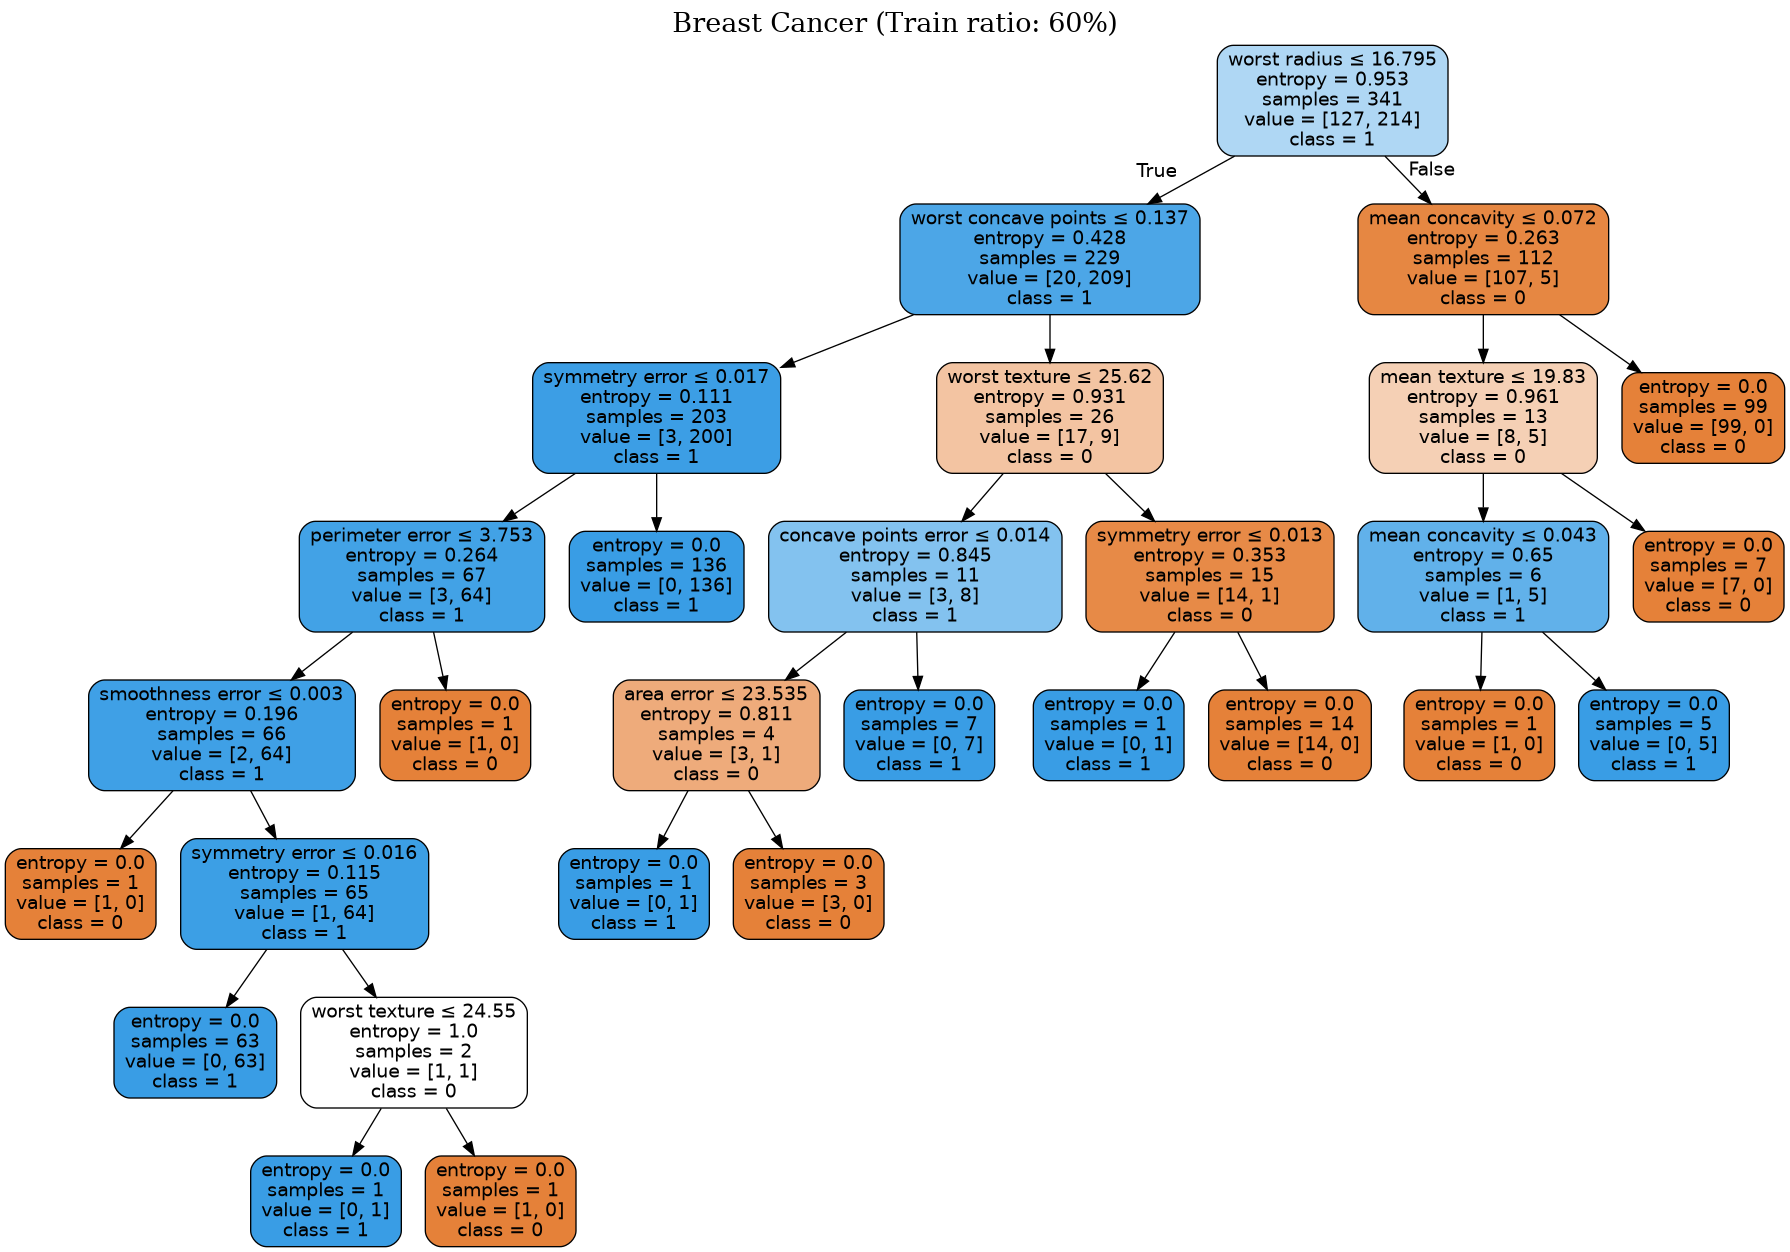 Breast Cancer (Train ratio: 60%)
worst radius ≤ 16.795
entropy = 0.953
samples = 341
value = [127, 214]
class = 1
True
False
worst concave points ≤ 0.137
entropy = 0.428
samples = 229
value = [20, 209]
class = 1
mean concavity ≤ 0.072
entropy = 0.263
samples = 112
value = [107, 5]
class = 0
symmetry error ≤ 0.017
entropy = 0.111
samples = 203
value = [3, 200]
class = 1
worst texture ≤ 25.62
entropy = 0.931
samples = 26
value = [17, 9]
class = 0
mean texture ≤ 19.83
entropy = 0.961
samples = 13
value = [8, 5]
class = 0
entropy = 0.0
samples = 99
value = [99, 0]
class = 0
perimeter error ≤ 3.753
entropy = 0.264
samples = 67
value = [3, 64]
class = 1
entropy = 0.0
samples = 136
value = [0, 136]
class = 1
concave points error ≤ 0.014
entropy = 0.845
samples = 11
value = [3, 8]
class = 1
symmetry error ≤ 0.013
entropy = 0.353
samples = 15
value = [14, 1]
class = 0
mean concavity ≤ 0.043
entropy = 0.65
samples = 6
value = [1, 5]
class = 1
entropy = 0.0
samples = 7
value = [7, 0]
class = 0
smoothness error ≤ 0.003
entropy = 0.196
samples = 66
value = [2, 64]
class = 1
entropy = 0.0
samples = 1
value = [1, 0]
class = 0
area error ≤ 23.535
entropy = 0.811
samples = 4
value = [3, 1]
class = 0
entropy = 0.0
samples = 7
value = [0, 7]
class = 1
entropy = 0.0
samples = 1
value = [0, 1]
class = 1
entropy = 0.0
samples = 14
value = [14, 0]
class = 0
entropy = 0.0
samples = 1
value = [1, 0]
class = 0
entropy = 0.0
samples = 5
value = [0, 5]
class = 1
entropy = 0.0
samples = 1
value = [1, 0]
class = 0
symmetry error ≤ 0.016
entropy = 0.115
samples = 65
value = [1, 64]
class = 1
entropy = 0.0
samples = 1
value = [0, 1]
class = 1
entropy = 0.0
samples = 3
value = [3, 0]
class = 0
entropy = 0.0
samples = 63
value = [0, 63]
class = 1
worst texture ≤ 24.55
entropy = 1.0
samples = 2
value = [1, 1]
class = 0
entropy = 0.0
samples = 1
value = [0, 1]
class = 1
entropy = 0.0
samples = 1
value = [1, 0]
class = 0